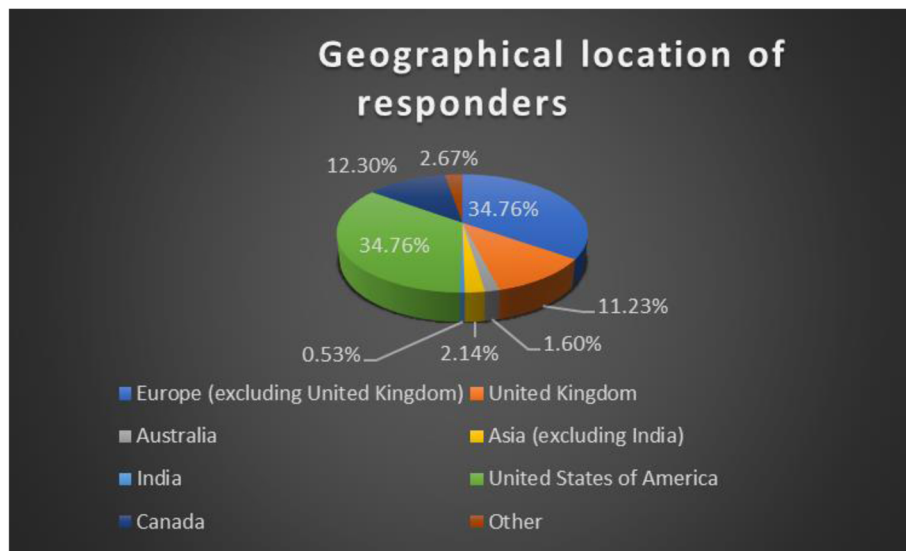 Geographical location of
responders
12.30%
2.67%
34.76%
34.76%
11.23%
0.53%
2.14%
1.60%
Europe (excluding United Kingdom)
United Kingdom
Australia
Asia (excluding India)
India
United States of America
Canada
Other